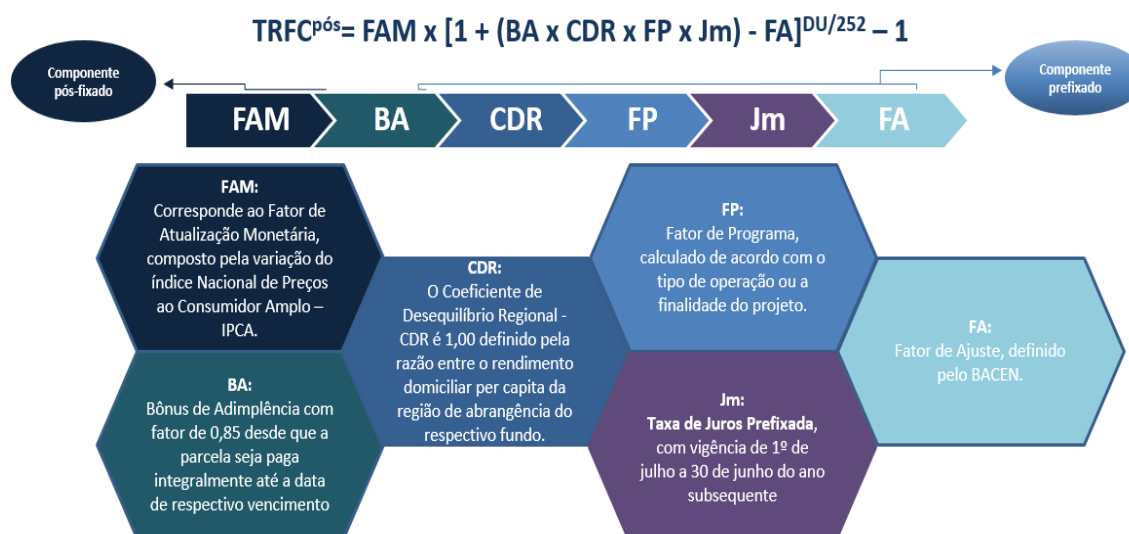 TRFCpós= FAM x [1 + (BA x CDR x FP x Jm) - FA]DU/252 – 1
Componente
pós-fixado
Componente
prefixado
FAM
BA
CDR
FP
Jm
FA
FAM:
Corresponde ao Fator de
Atualização Monetária,
composto pela variação do
índice Nacional de Preços
ao Consumidor Amplo –
IPCA.
BA:
Bônus de Adimplência com
fator de 0,85 desde que a
parcela seja paga
integralmente até a data
de respectivo vencimento
CDR:
O Coeficiente de
Desequilíbrio Regional -
CDR é 1,00 definido pela
razão entre o rendimento
domiciliar per capita da
região de abrangência do
respectivo fundo.
FP:
Fator de Programa,
calculado de acordo com o
tipo de operação ou a
finalidade do projeto.
Jm:
Taxa de Juros Prefixada,
com vigência de 1º de
julho a 30 de junho do ano
subsequente
FA:
Fator de Ajuste, definido
pelo BACEN.